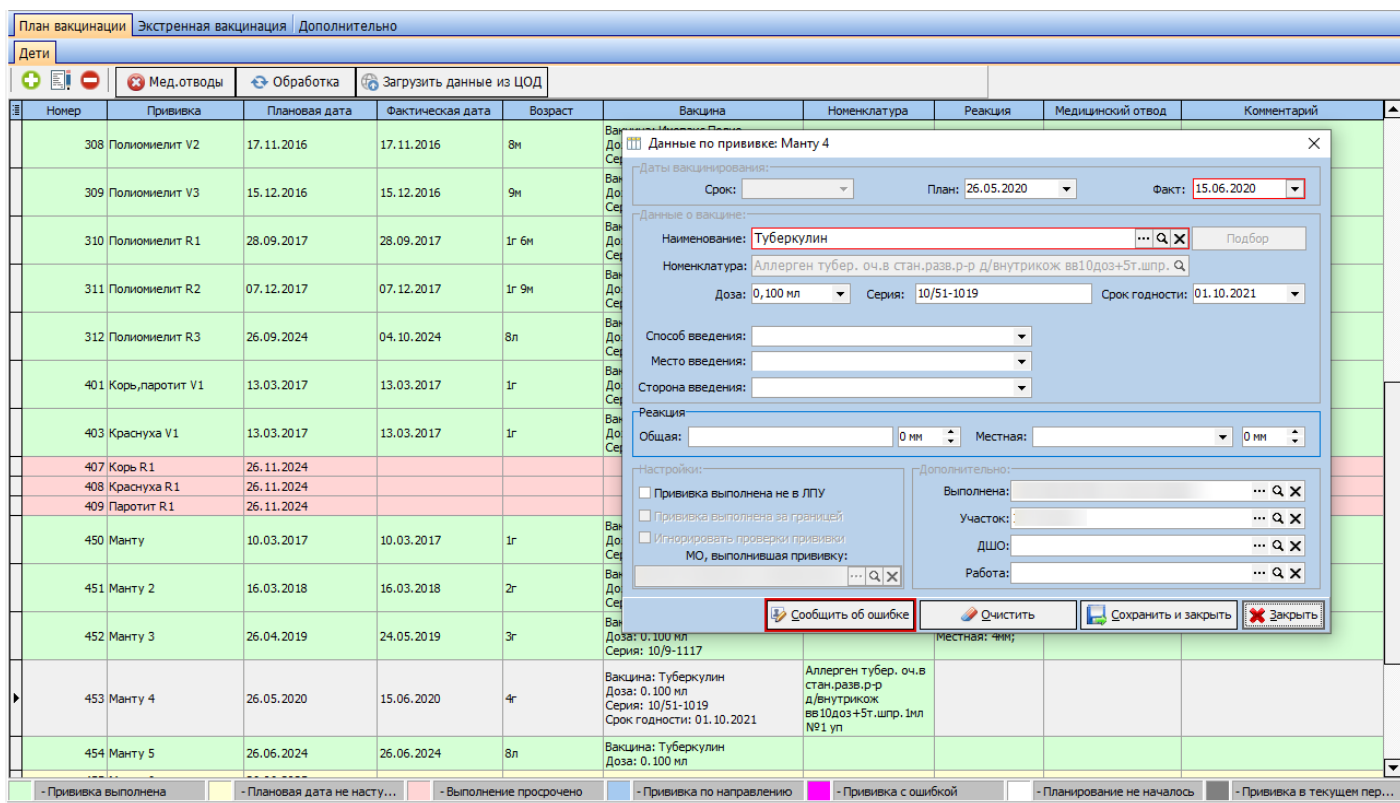 План вакцинации Экстренная вакцинация Дополнительно
Дети
Мед.отводы Обработка Загрузить данные из ЦОД
Номер Прививка Плановая дата Фактическая дата Возраст Вакцина Номенклатура Реакция Медицинский отвод Комментарий
308 Полиомиелит V2 17.11.2016 17.11.2016 8м
309 Полиомиелит V3 15.12.2016 15.12.2016 9м
310 Полиомиелит R1 28.09.2017 28.09.2017 1г 6м
311 Полиомиелит R2 07.12.2017 07.12.2017 1г 9м
312 Полиомиелит R3 26.09.2024 04.10.2024 8л
401 Корь,паротит V1 13.03.2017 13.03.2017 1г
403 Краснуха V1 13.03.2017 13.03.2017 1г
407 Корь R1 26.11.2024
408 Краснуха R1 26.11.2024
409 Паротит R1 26.11.2024
450 Манту 10.03.2017 10.03.2017 1г
451 Манту 2 16.03.2018 16.03.2018 2г
452 Манту 3 26.04.2019 24.05.2019 3г
Доза: 0.100 мл
Серия: 10/9-1117
Местная: 4мм;
453 Манту 4 26.05.2020 15.06.2020 4г
Вакцина: Туберкулин
Доза: 0.100 мл
Серия: 10/51-1019
Срок годности: 01.10.2021
Аллерген тубер. оч.в
стан.разв.р-р
д/внутрикож
вв10доз+5т.шпр.1мл
№1 уп
454 Манту 5 26.06.2024 26.06.2024 8л
Вакцина: Туберкулин
Доза: 0.100 мл
Данные по прививке: Манту 4
Даты вакцинирования:
Срок: План: 26.05.2020 Факт: 15.06.2020
Данные о вакцине:
Наименование: Туберкулин Подбор
Номенклатура: Аллерген тубер. оч.в стан.разв.р-р д/внутрикож вв10доз+5т.шпр.
Доза: 0,100 мл Серия: 10/51-1019 Срок годности: 01.10.2021
Способ введения:
Место введения:
Сторона введения:
Реакция
Общая: 0 мм Местная: 0 мм
Настройки:
Прививка выполнена не в ЛПУ
Прививка выполнена за границей
Игнорировать проверки прививки
МО, выполнившая прививку:
Дополнительно:
Выполнена:
Участок:
ДШО:
Работа:
Сообщить об ошибке Очистить Сохранить и закрыть Закрыть
- Прививка выполнена - Плановая дата не насту... - Выполнение просрочено - Прививка по направлению - Прививка с ошибкой - Планирование не началось - Прививка в текущем пер...